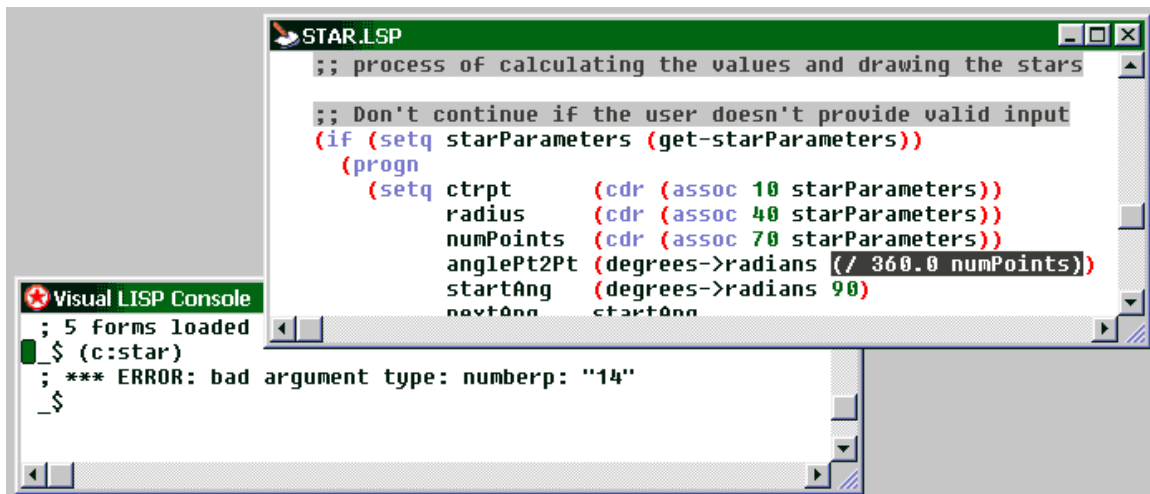 STAR.LSP
;; process of calculating the values and drawing the stars
;; Don't continue if the user doesn't provide valid input
(if (setq starParameters (get-starParameters))
(progn
(setq ctrpt (cdr (assoc 10 starParameters))
radius (cdr (assoc 40 starParameters))
numPoints (cdr (assoc 70 starParameters))
anglePt2Pt (degrees->radians (/ 360.0 numPoints))
startAng (degrees->radians 90)
nextAng startAng
Visual LISP Console
; 5 forms loaded
_$ (c:star)
; *** ERROR: bad argument type: numberp: "14"
_$